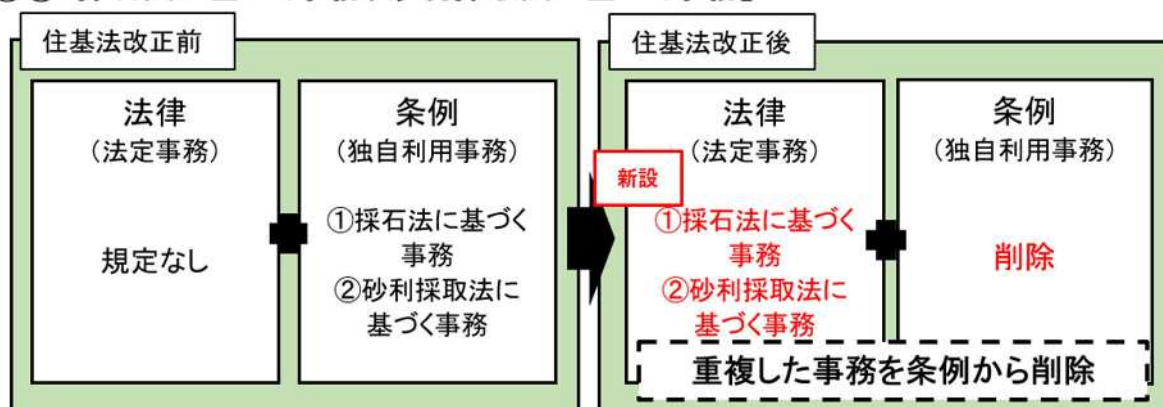 住基法改正前
法律
（法定事務）
規定なし
条例
（独自利用事務）
①採石法に基づく
事務
②砂利採取法に
基づく事務
住基法改正後
新設
法律
（法定事務）
①採石法に基づく
事務
②砂利採取法に
基づく事務
条例
（独自利用事務）
削除
重複した事務を条例から削除